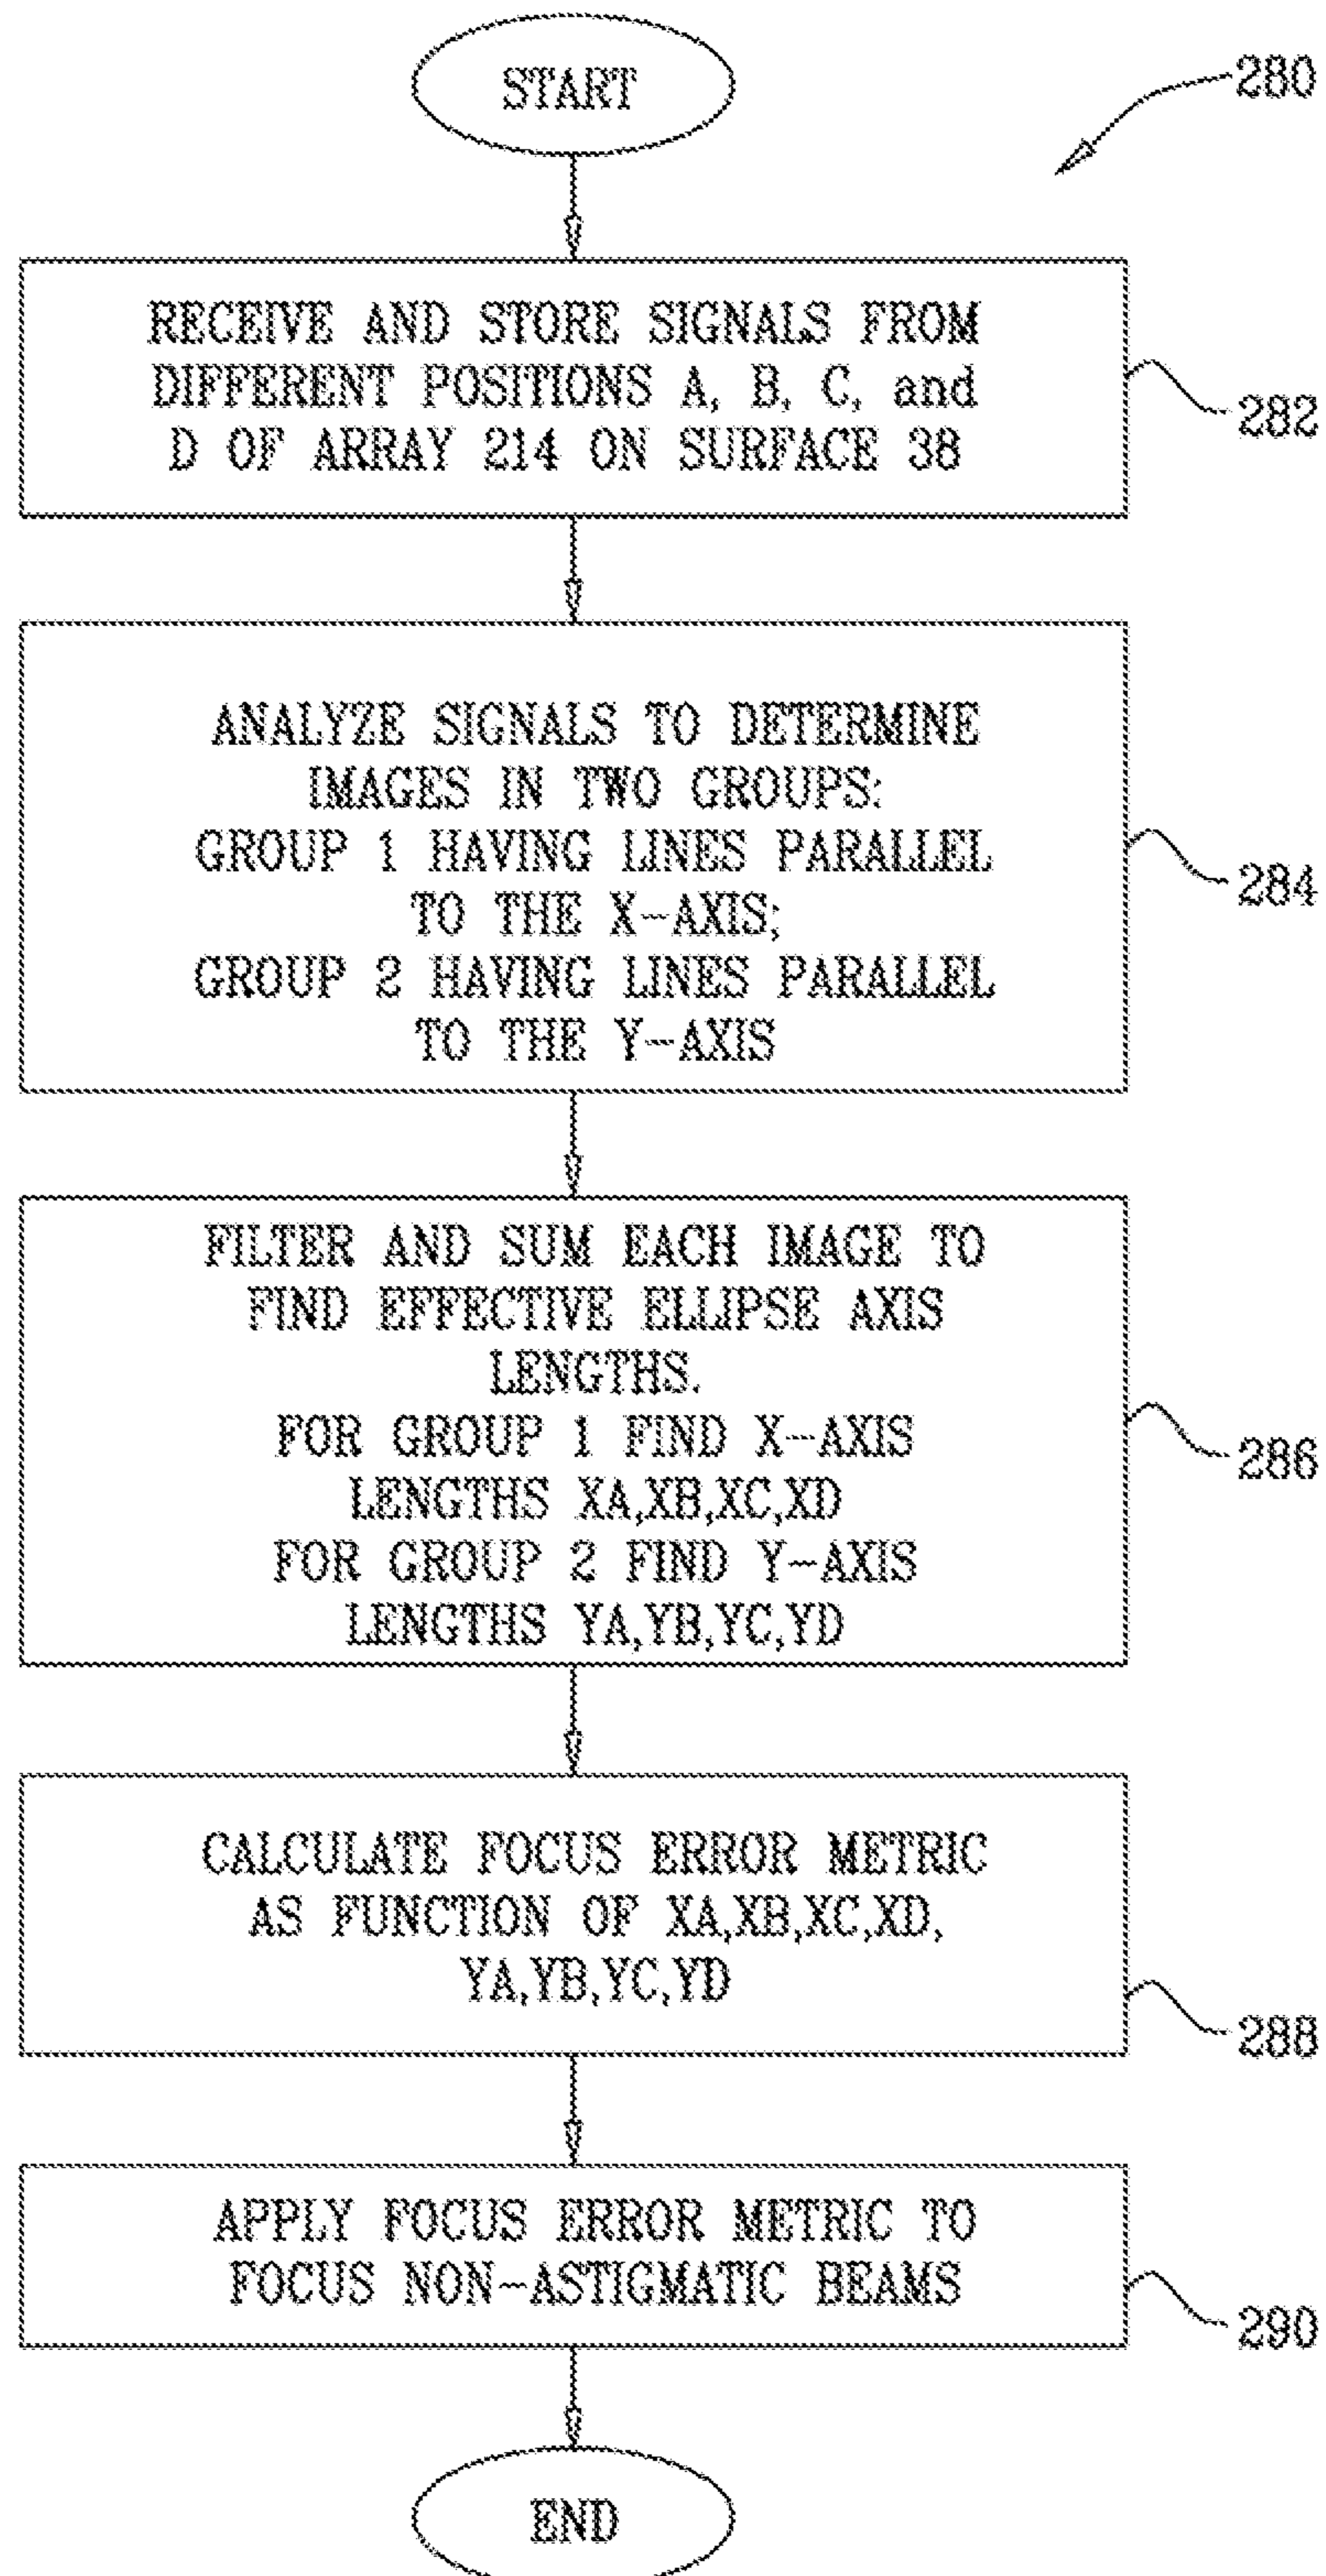 START
280
RECEIVE AND STORE SIGNALS FROM
DIFFERENT POSITIONS A, B, C, and
D OF ARRAY 214 ON SURFACE 38
282
ANALYZE SIGNALS TO DETERMINE
IMAGES IN TWO GROUPS:
GROUP 1 HAVING LINES PARALLEL
TO THE X-AXIS;
GROUP 2 HAVING LINES PARALLEL
TO THE Y-AXIS
284
FILTER AND SUM EACH IMAGE TO
FIND EFFECTIVE ELLIPSE AXIS
LENGTHS.
FOR GROUP 1 FIND X-AXIS
LENGTHS XA,XB,XC,XD
FOR GROUP 2 FIND Y-AXIS
LENGTHS YA,YB,YC,YD
286
CALCULATE FOCUS ERROR METRIC
AS FUNCTION OF XA,XB,XC,XD,
YA,YB,YC,YD
288
APPLY FOCUS ERROR METRIC TO
FOCUS NON-ASTIGMATIC BEAMS
290
END